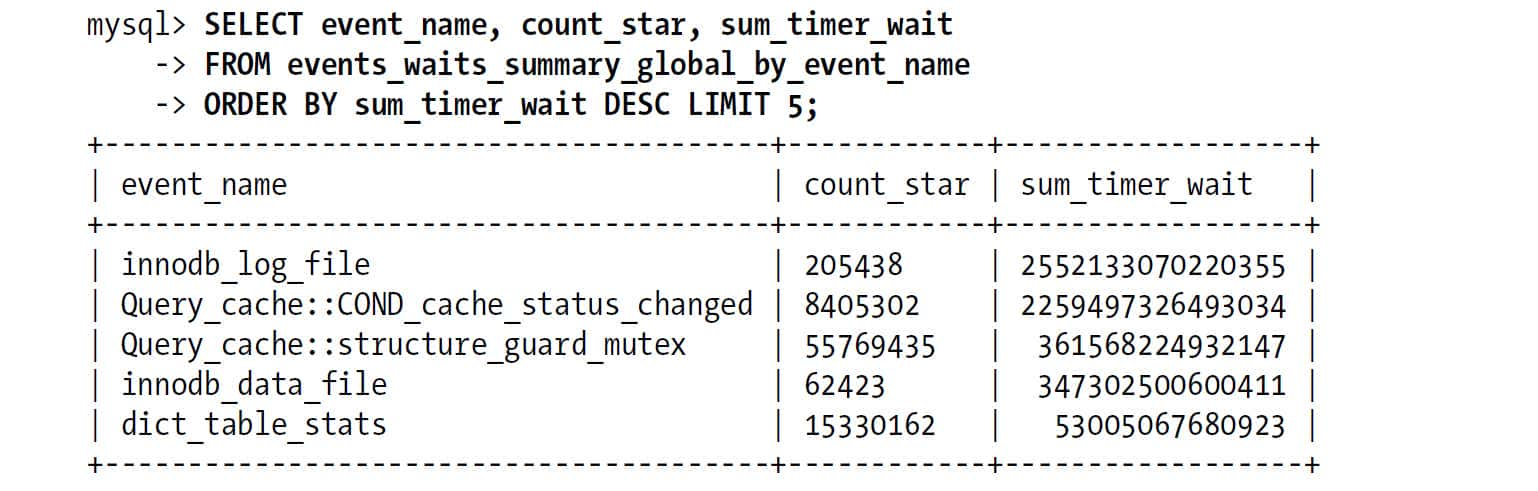 mysql> SELECT event_name, count_star, sum_timer_wait
    -> FROM events_waits_summary_global_by_event_name
    -> ORDER BY sum_timer_wait DESC LIMIT 5;
+----------------------------------------+------------+------------------+
| event_name                             | count_star | sum_timer_wait   |
+----------------------------------------+------------+------------------+
| innodb_log_file                        | 205438     | 2552133070220355 |
| Query_cache::COND_cache_status_changed | 8405302    | 2259497326493034 |
| Query_cache::structure_guard_mutex     | 55769435   |  361568224932147 |
| innodb_data_file                       | 62423      |  347302500600411 |
| dict_table_stats                       | 15330162   |   53005067680923 |
+----------------------------------------+------------+------------------+